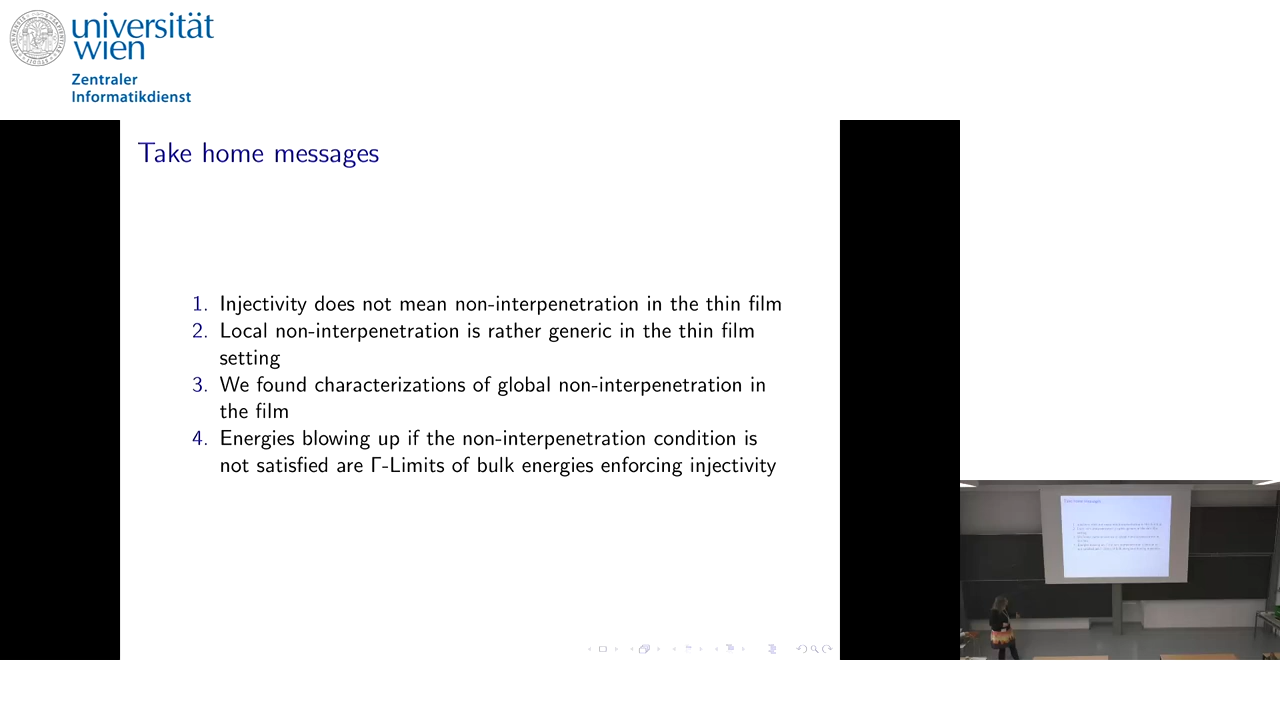 universität
wien
Zentraler
Informatikdienst
Take home messages
1. Injectivity does not mean non-interpenetration in the thin film
2. Local non-interpenetration is rather generic in the thin film
setting
3. We found characterizations of global non-interpenetration in
the film
4. Energies blowing up if the non-interpenetration condition is
not satisfied are Γ-Limits of bulk energies enforcing injectivity
Take home messages